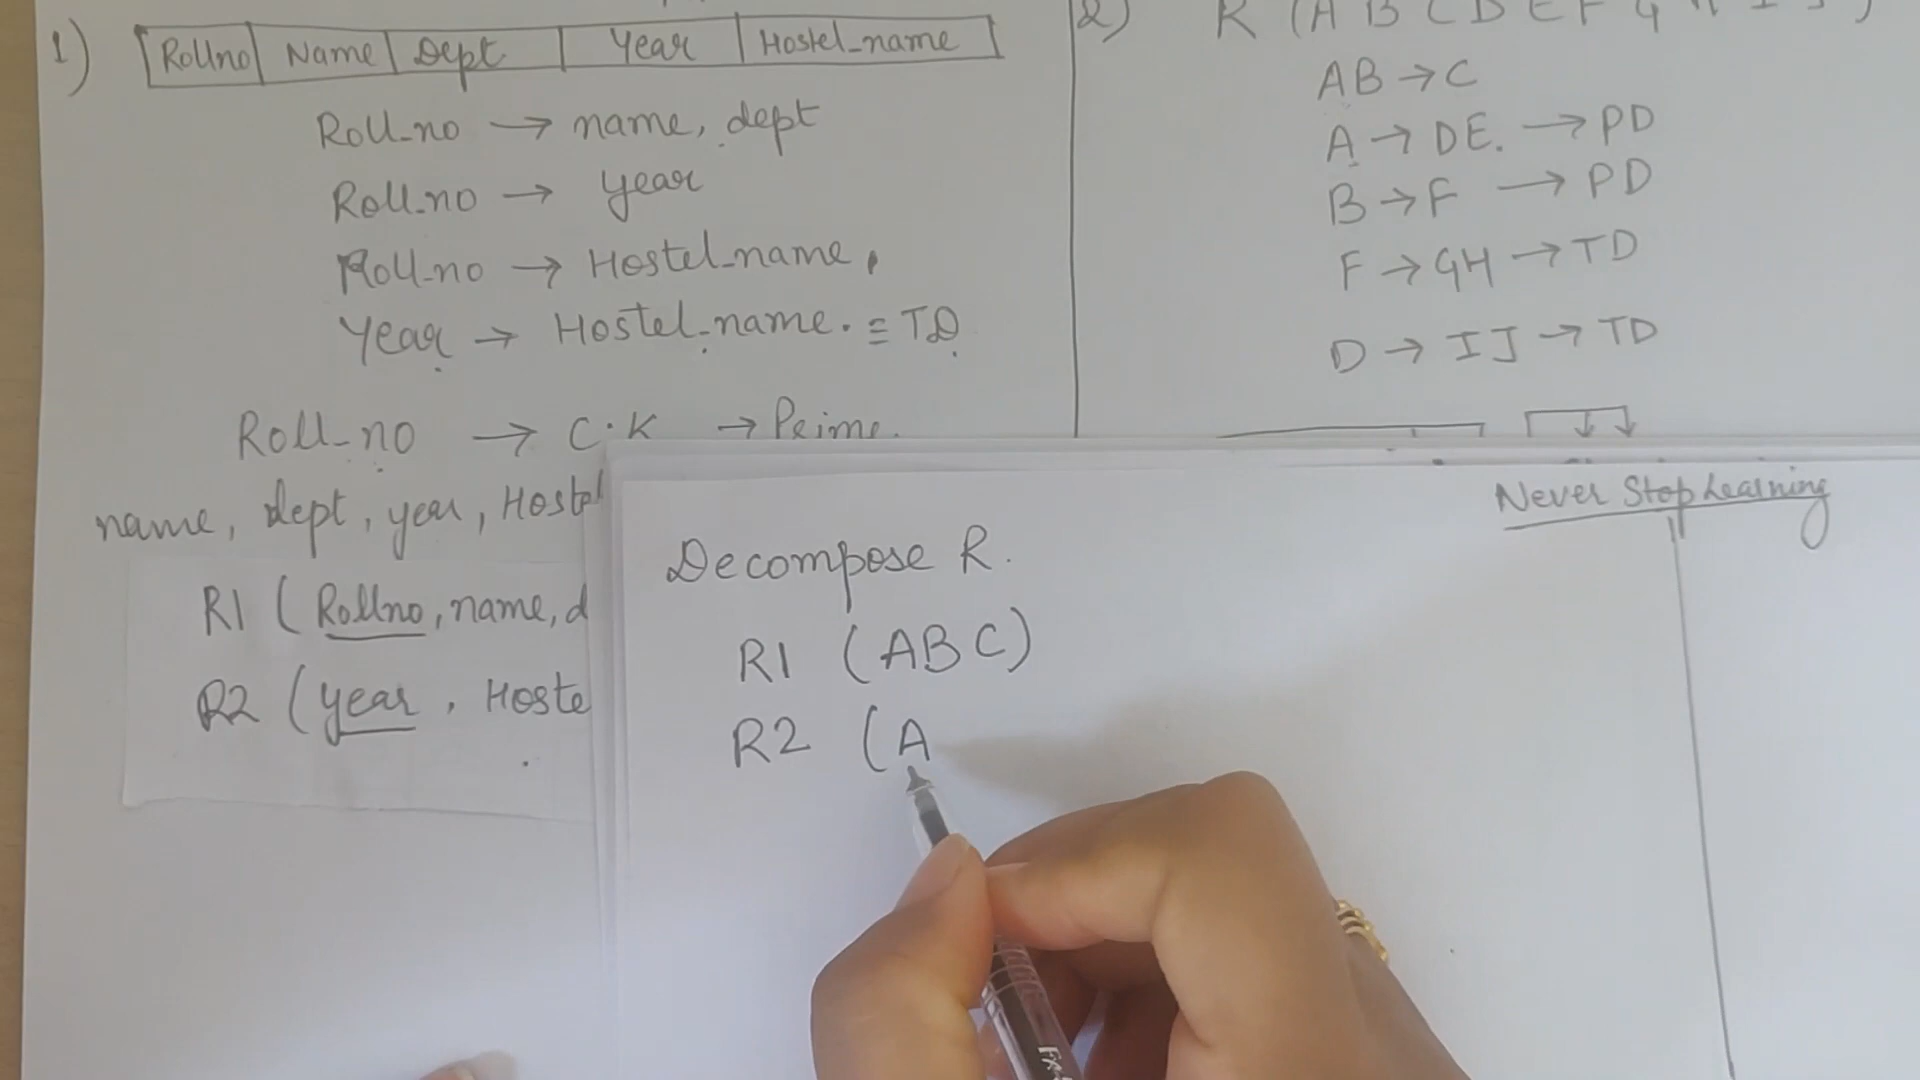 1)
Rollno Name Dept Year Hostel_name
Roll_no → name, dept
Roll_no → year
Roll_no → Hostel_name,
Year → Hostel_name. = TD
Roll_no → C.K → Prime.
name, dept, year, Hostel
R1 ( Rollno, name, d
R2 ( year, Hoste
2) R (A B C D E F G H I J )
AB → C
A → DE. → PD
B → F → PD
F → GH → TD
D → IJ → TD
Never Stop Learning
Decompose R.
R1 (ABC)
R2 (A